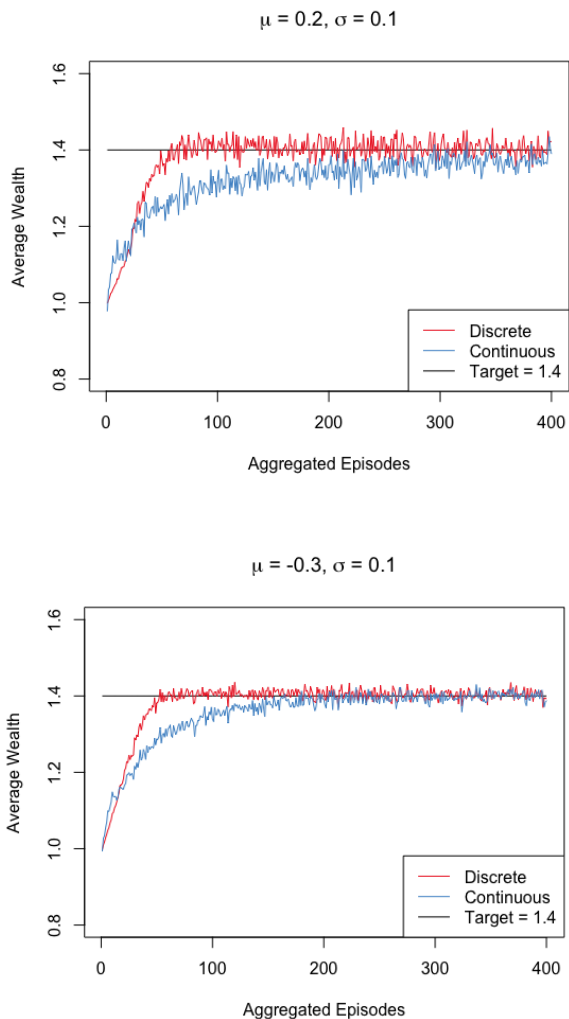 μ = 0.2, σ = 0.1
1.6
1.4
1.2
1.0
0.8
Average Wealth
Discrete
Continuous
Target = 1.4
0 100 200 300 400
Aggregated Episodes
μ = -0.3, σ = 0.1
1.6
1.4
1.2
1.0
0.8
Average Wealth
Discrete
Continuous
Target = 1.4
0 100 200 300 400
Aggregated Episodes